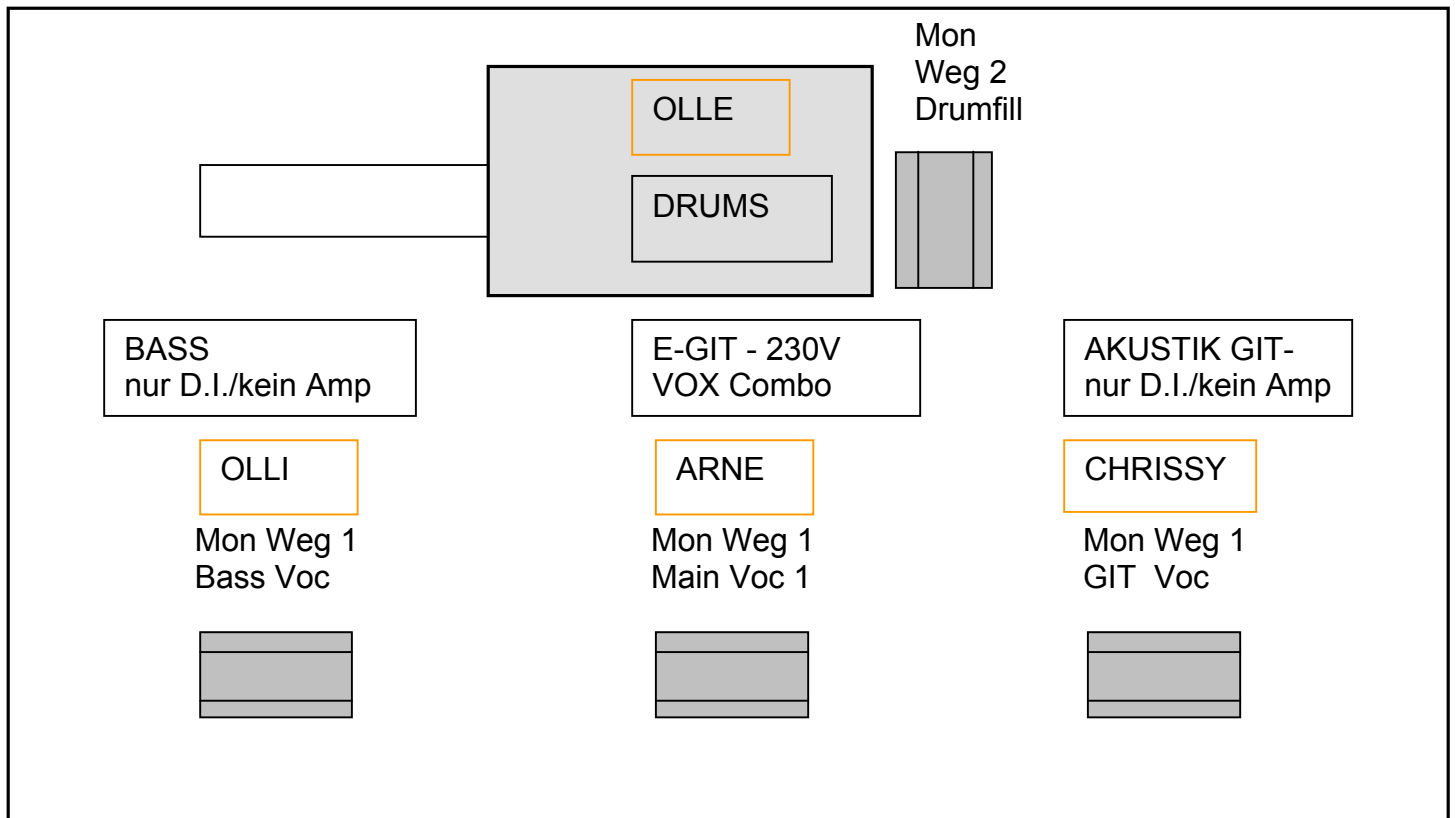 Mon
Weg 2
Drumfill
OLLE
DRUMS
BASS
nur D.I./kein Amp
E-GIT - 230V
VOX Combo
AKUSTIK GIT-
nur D.I./kein Amp
OLLI
ARNE
CHRISSY
Mon Weg 1
Bass Voc
Mon Weg 1
Main Voc 1
Mon Weg 1
GIT  Voc